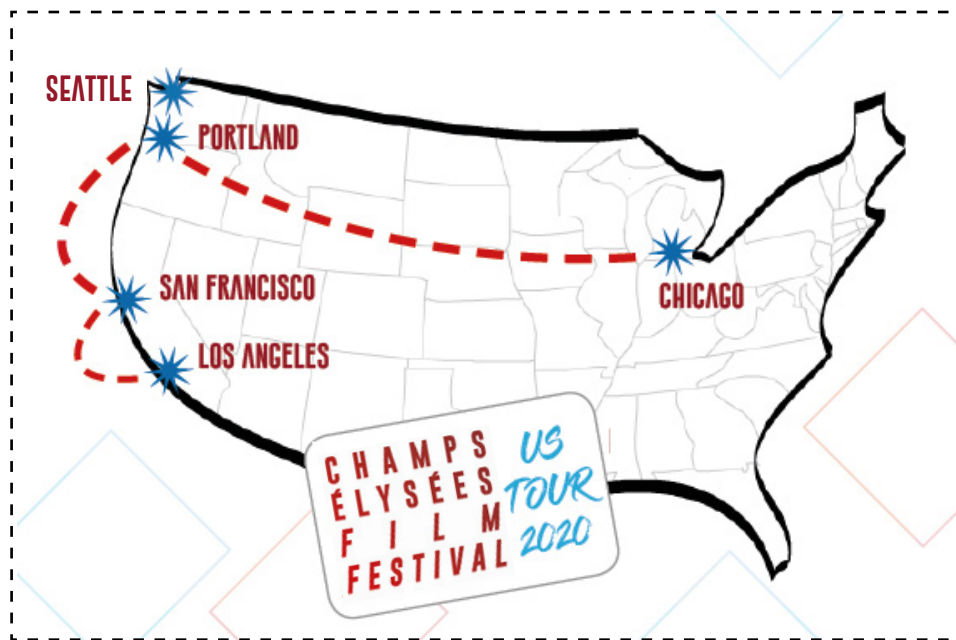 SEATTLE
PORTLAND
SAN FRANCISCO
LOS ANGELES
CHICAGO
CHAMPS
ÉLYSÉES
FILM
FESTIVAL
US
TOUR
2020